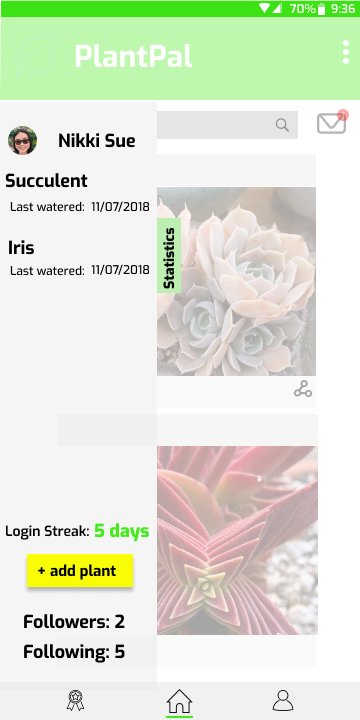 70% 9:36
PlantPal
Nikki Sue
Succulent
Last watered: 11/07/2018
Iris
Last watered: 11/07/2018
Statistics
Login Streak: 5 days
+ add plant
Followers: 2
Following: 5